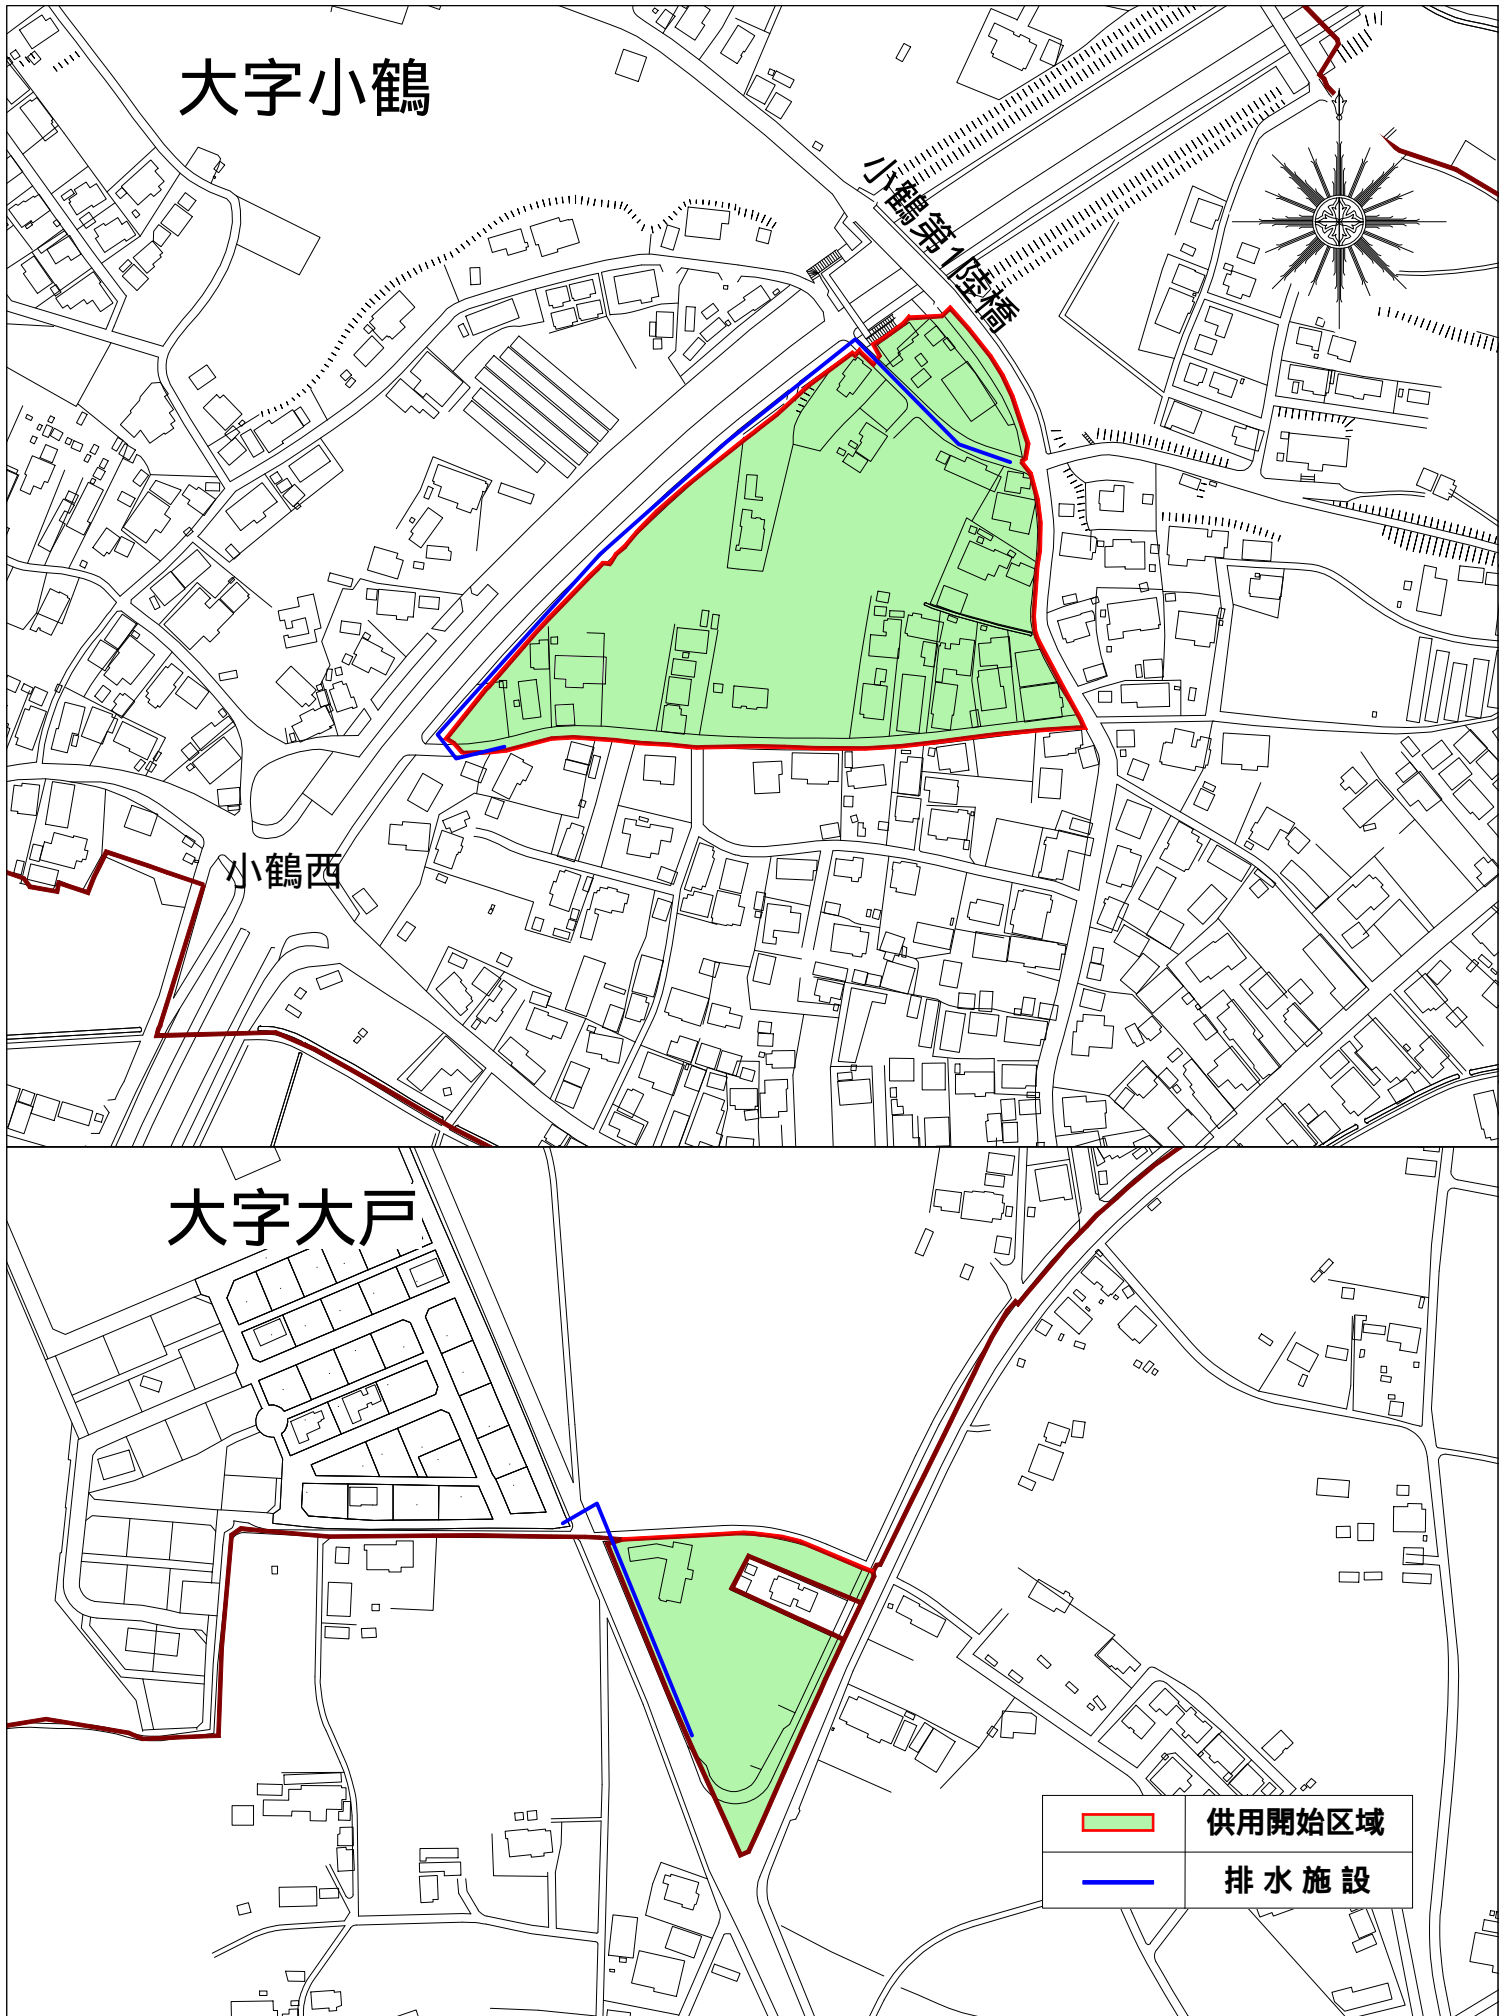 大字小鶴
小鶴第1陸橋
小鶴西
大字大戸
供用開始区域
排水施設